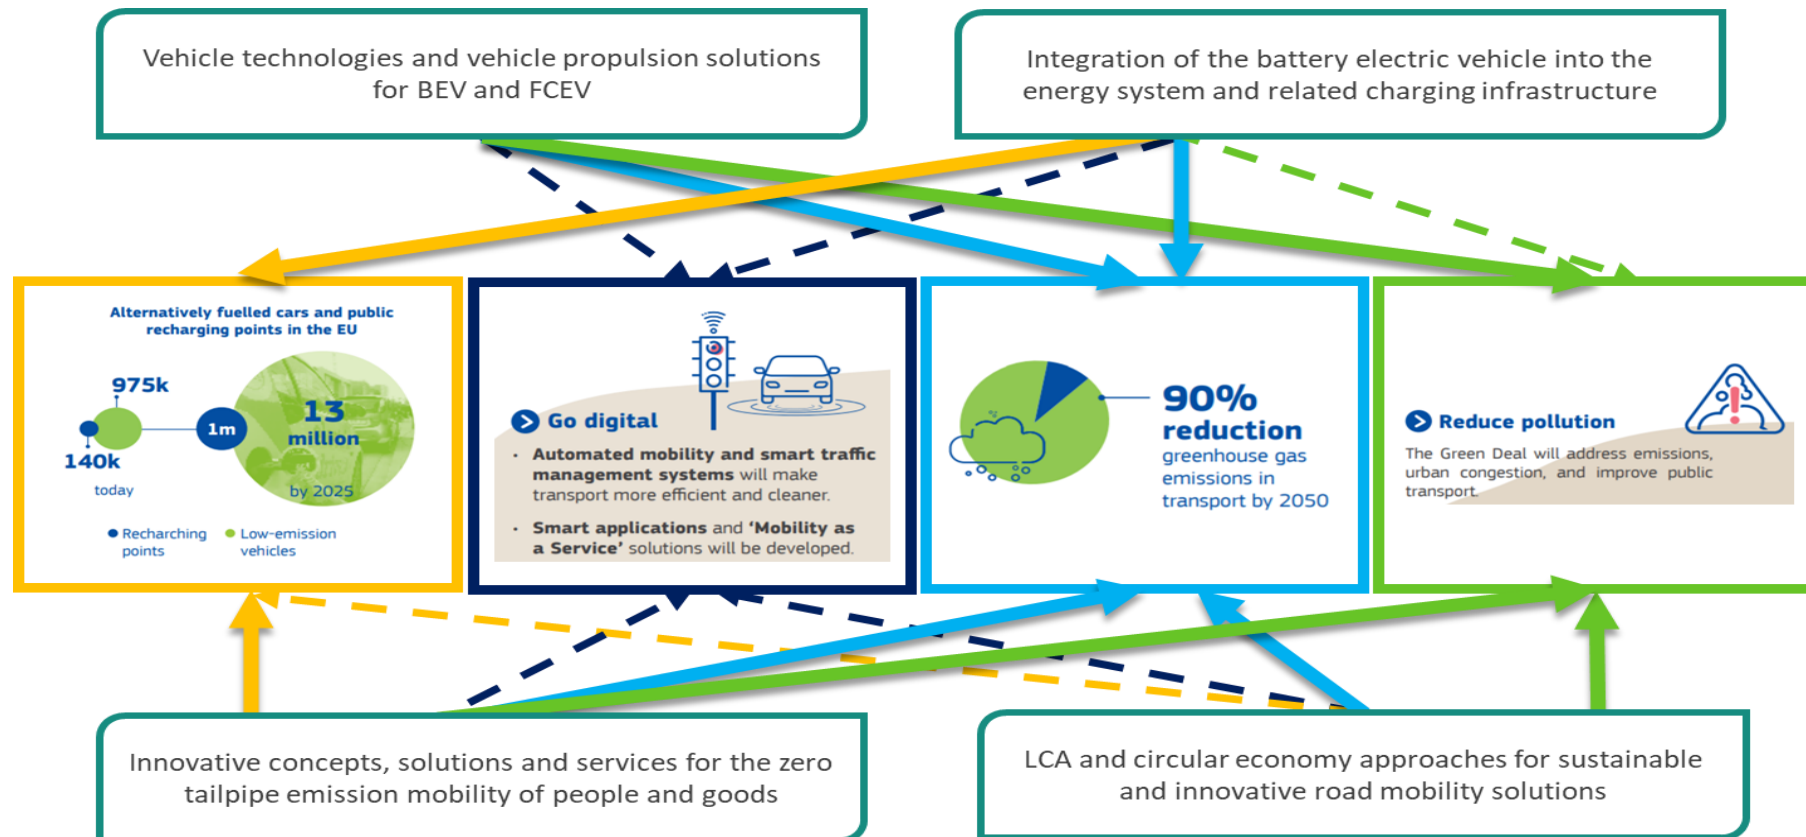 Vehicle technologies and vehicle propulsion solutions
for BEV and FCEV
Integration of the battery electric vehicle into the
energy system and related charging infrastructure
Alternatively fuelled cars and public
recharging points in the EU
975k
140k
today
1m
13
million
by 2025
Recharching
points
Low-emission
vehicles
Go digital
· Automated mobility and smart traffic
management systems will make
transport more efficient and cleaner.
· Smart applications and ‘Mobility as
a Service’ solutions will be developed.
90%
reduction
greenhouse gas
emissions in
transport by 2050
Reduce pollution
The Green Deal will address emissions,
urban congestion, and improve public
transport.
Innovative concepts, solutions and services for the zero
tailpipe emission mobility of people and goods
LCA and circular economy approaches for sustainable
and innovative road mobility solutions